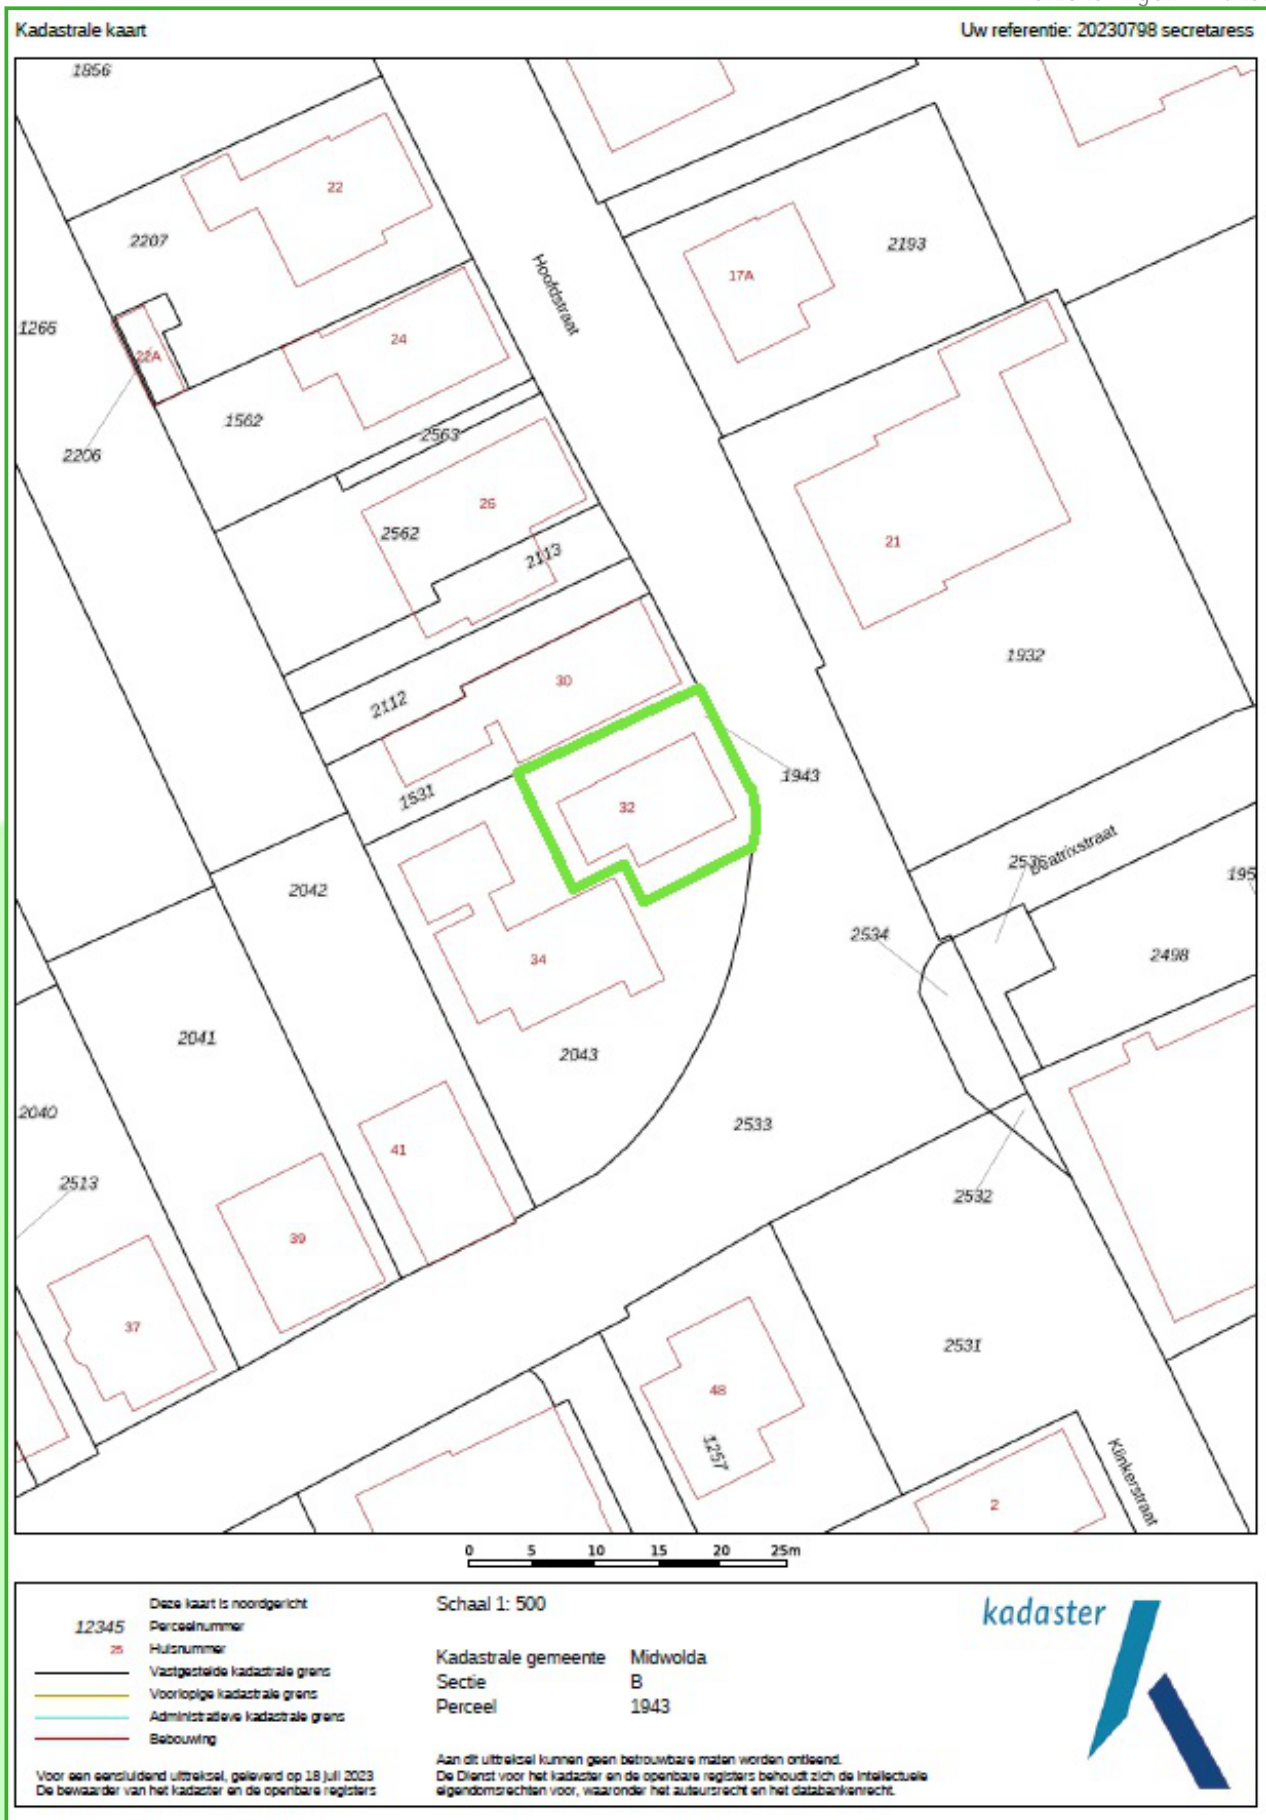 Kadastrale kaart
Uw referentie: 20230798 secretaress
1856
22
2207
2193
17A
Hoofdstraat
1266
24
22A
1562
2563
2206
26
2562
2113
21
1932
30
2112
1943
1531
32
Beatrixstraat
2536
195
2042
2534
2498
34
2041
2043
2040
2533
41
2513
2532
39
37
2531
48
1257
Klinkerstraat
2
0 5 10 15 20 25m
Deze kaart is noordgericht
12345 Perceelnummer
25 Huisnummer
Vastgestelde kadastrale grens
Voorlopige kadastrale grens
Administratieve kadastrale grens
Bebouwing
Voor een eensluidend uittreksel, geleverd op 18 juli 2023
De bewaarder van het kadaster en de openbare registers
Schaal 1: 500
Kadastrale gemeente Midwolda
Sectie B
Perceel 1943
Aan dit uittreksel kunnen geen betrouwbare maten worden ontleend.
De Dienst voor het kadaster en de openbare registers behoudt zich de intellectuele
eigendomsrechten voor, waaronder het auteursrecht en het databankenrecht.
kadaster